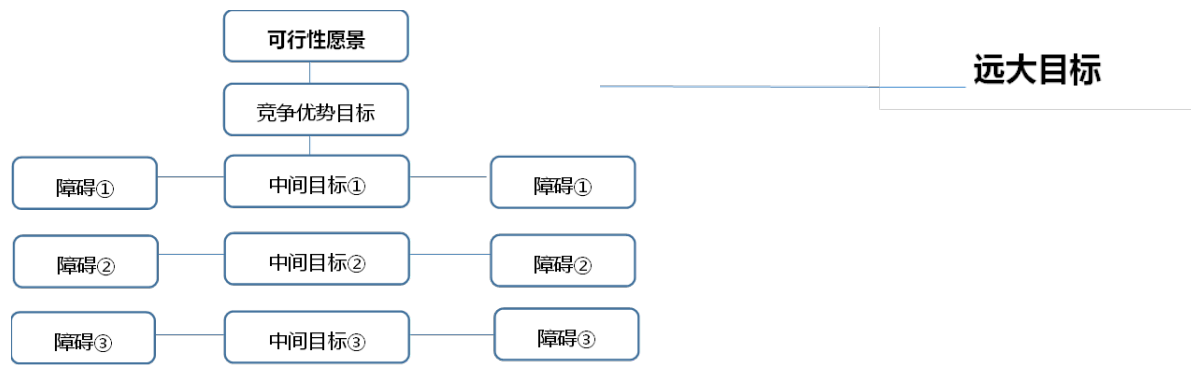 可行性愿景
远大目标
竞争优势目标
障碍①
中间目标①
障碍①
障碍②
中间目标②
障碍②
障碍③
中间目标③
障碍③